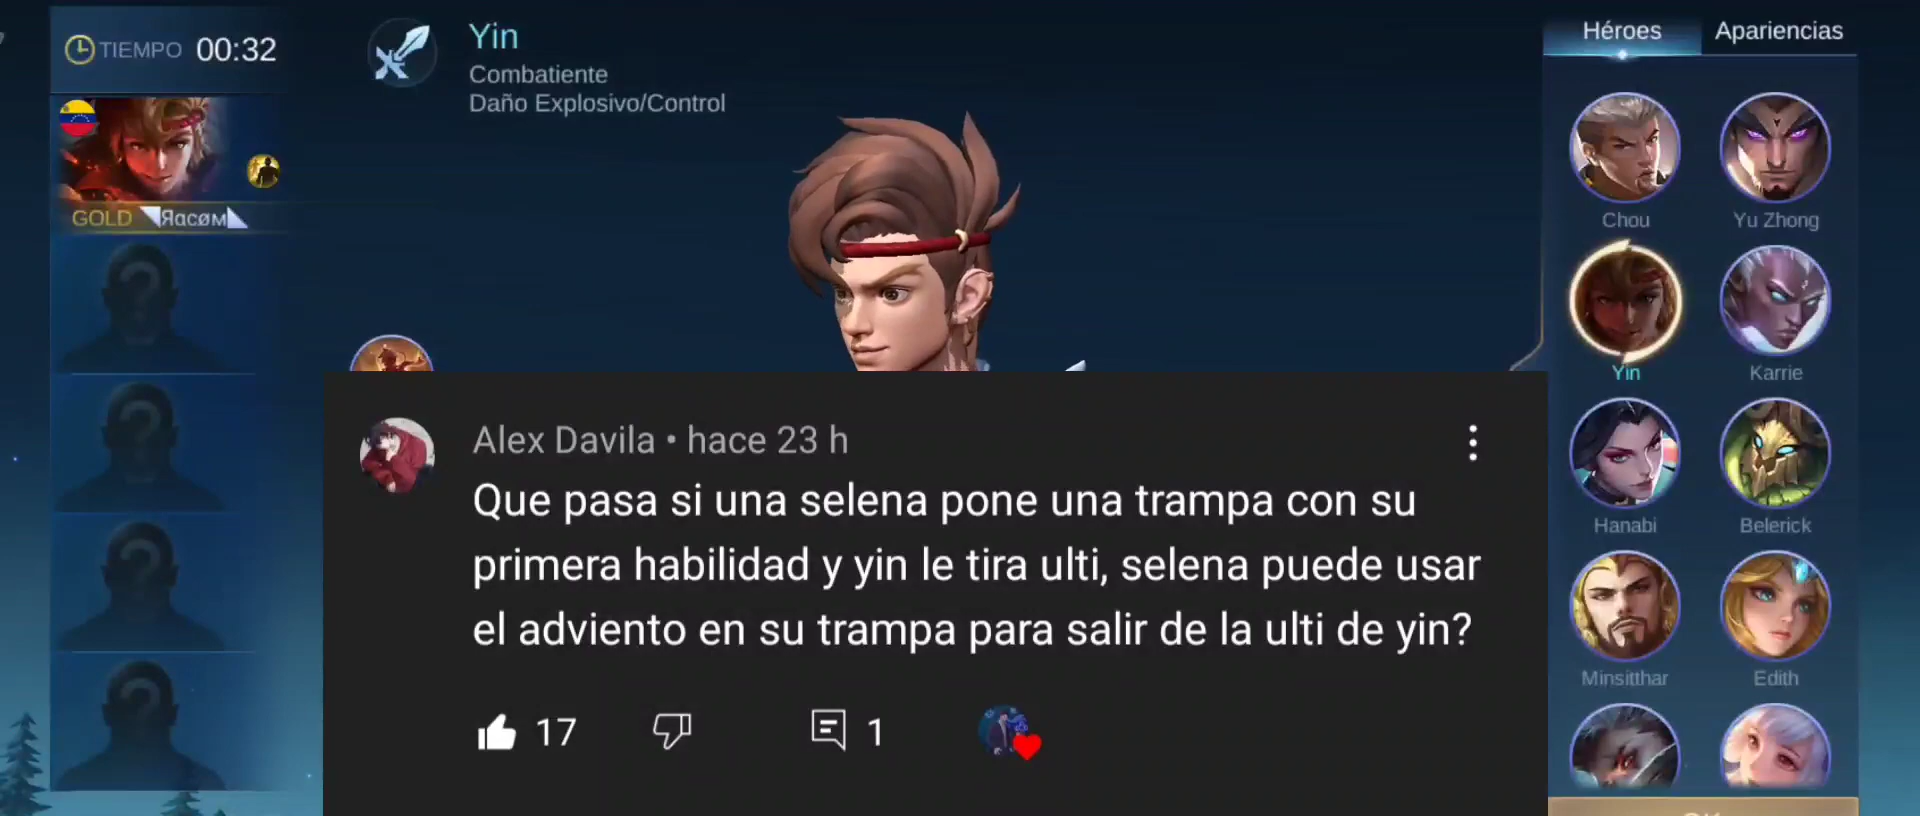 TIEMPO 00:32
Yin
Combatiente
Daño Explosivo/Control
Héroes
Apariencias
GOLD ЯɑcøM
Chou
Yu Zhong
Yin
Karrie
Hanabi
Belerick
Minsitthar
Edith
Alex Davila • hace 23 h
Que pasa si una selena pone una trampa con su
primera habilidad y yin le tira ulti, selena puede usar
el adviento en su trampa para salir de la ulti de yin?
17
1